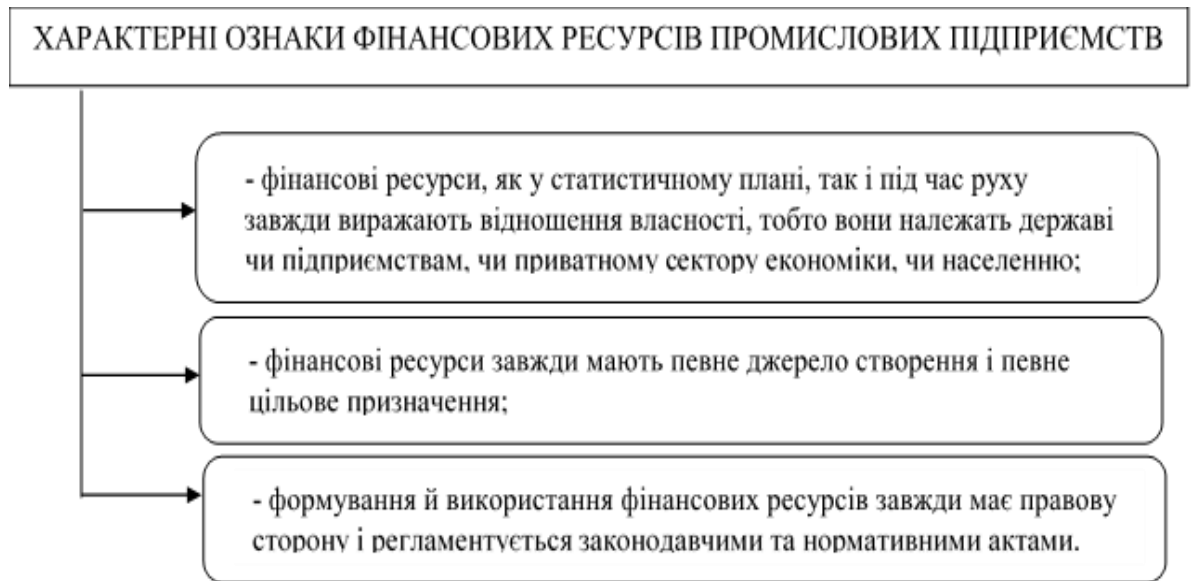 ХАРАКТЕРНІ ОЗНАКИ ФІНАНСОВИХ РЕСУРСІВ ПРОМИСЛОВИХ ПІДПРИЄМСТВ
- фінансові ресурси, як у статистичному плані, так і під час руху
завжди виражають відношення власності, тобто вони належать державі
чи підприємствам, чи приватному сектору економіки, чи населенню;
- фінансові ресурси завжди мають певне джерело створення і певне
цільове призначення;
- формування й використання фінансових ресурсів завжди має правову
сторону і регламентується законодавчими та нормативними актами.